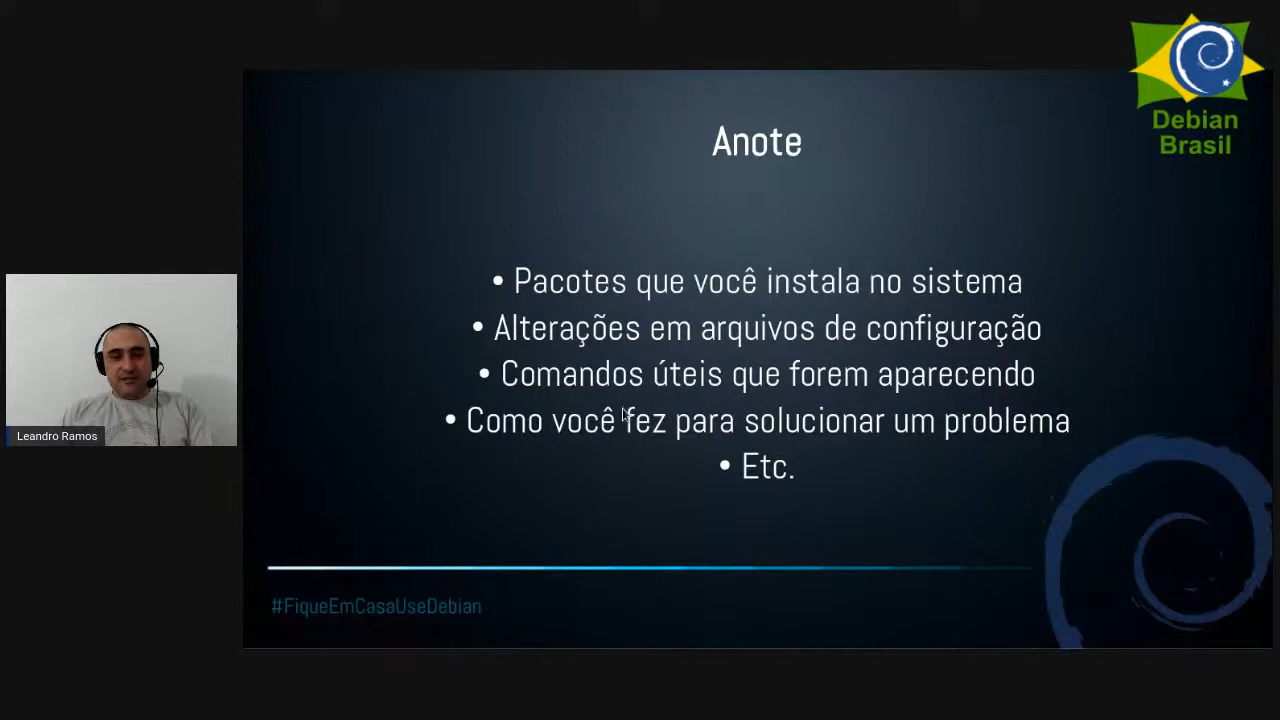 Debian
Brasil
Anote
• Pacotes que você instala no sistema
• Alterações em arquivos de configuração
• Comandos úteis que forem aparecendo
• Como você fez para solucionar um problema
• Etc.
Leandro Ramos
#FiqueEmCasaUseDebian